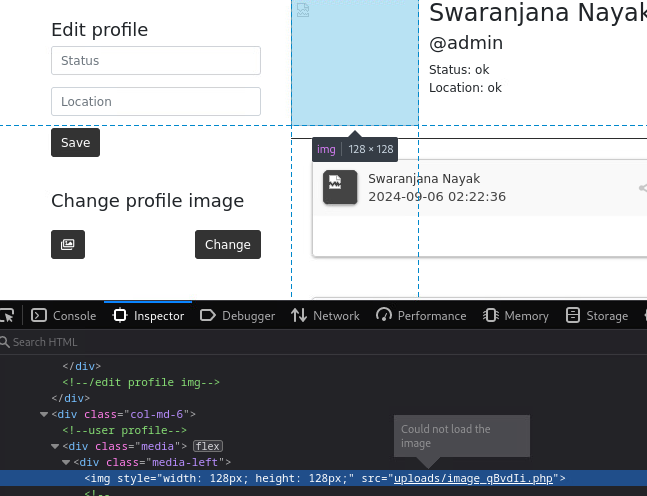 Swaranjana Nayak
Edit profile
@admin
Status
Status: ok
Location: ok
Location
Save
img 128 × 128
Swaranjana Nayak
2024-09-06 02:22:36
Change profile image
Change
Console Inspector Debugger Network Performance Memory Storage
Search HTML
</div>
<!--/edit profile img-->
</div>
<div class="col-md-6">
<!--user profile-->
<div class="media"> flex
<div class="media-left">
Could not load the
image
<img style="width: 128px; height: 128px;" src="uploads/image_qBvdIi.php">
<!--